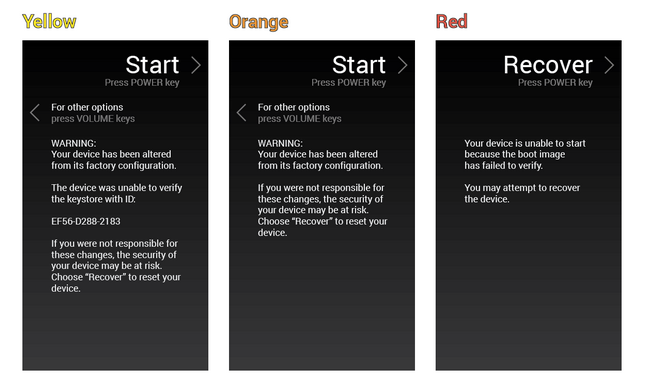 Yellow
Start
Press POWER key
For other options
press VOLUME keys
WARNING:
Your device has been altered
from its factory configuration.
The device was unable to verify
the keystore with ID:
EF56-D288-2183
If you were not responsible for
these changes, the security of
your device may be at risk.
Choose “Recover” to reset your
device.
Orange
Start
Press POWER key
For other options
press VOLUME keys
WARNING:
Your device has been altered
from its factory configuration.
If you were not responsible for
these changes, the security of
your device may be at risk.
Choose “Recover” to reset your
device.
Red
Recover
Press POWER key
Your device is unable to start
because the boot image
has failed to verify.
You may attempt to recover
the device.